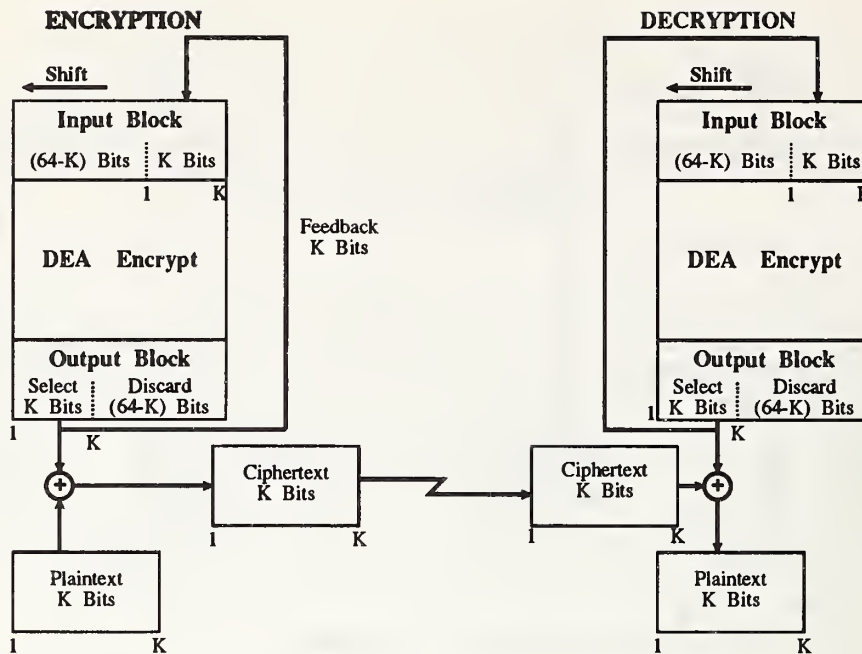 ENCRYPTION
Shift
Input Block
(64-K) Bits K Bits
1 K
DEA Encrypt
Output Block
Select K Bits
Discard (64-K) Bits
1 K
Feedback K Bits
Ciphertext K Bits
1 K
Plaintext K Bits
1 K
DECRYPTION
Shift
Input Block
(64-K) Bits K Bits
1
DEA Encrypt
Output Block
Select K Bits
Discard (64-K) Bits
1 K
Ciphertext K Bits
1 K
Plaintext K Bits
1 K